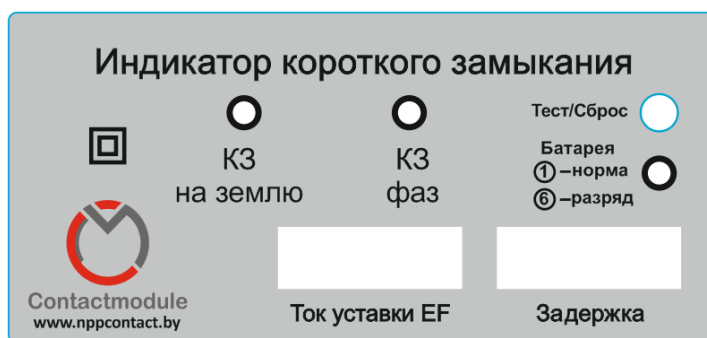 Индикатор короткого замыкания
КЗ
на землю
КЗ
фаз
Тест/Сброс
Батарея
① –норма
⑥ –разряд
Contactmodule
www.nppcontact.by
Ток уставки EF
Задержка